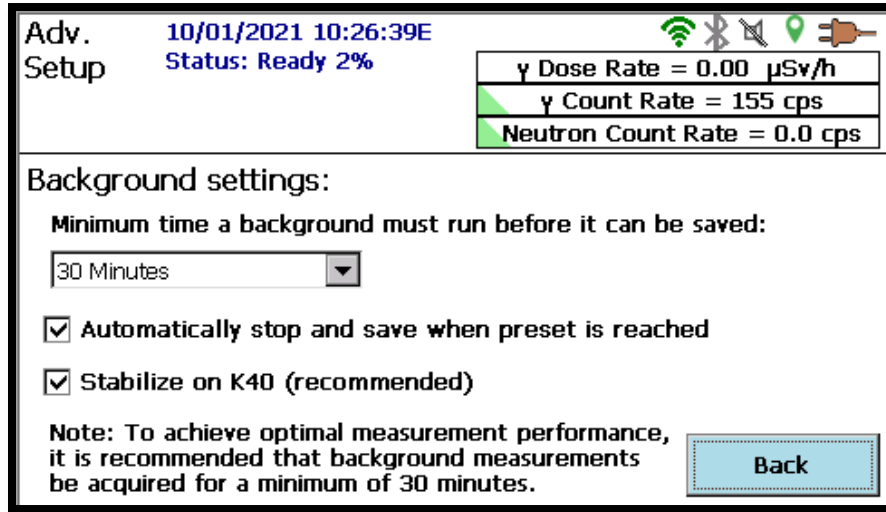 Adv. Setup
10/01/2021 10:26:39E
Status: Ready 2%
γ Dose Rate = 0.00 µSv/h
γ Count Rate = 155 cps
Neutron Count Rate = 0.0 cps
Background settings:
Minimum time a background must run before it can be saved:
30 Minutes
Automatically stop and save when preset is reached
Stabilize on K40 (recommended)
Note: To achieve optimal measurement performance,
it is recommended that background measurements
be acquired for a minimum of 30 minutes.
Back